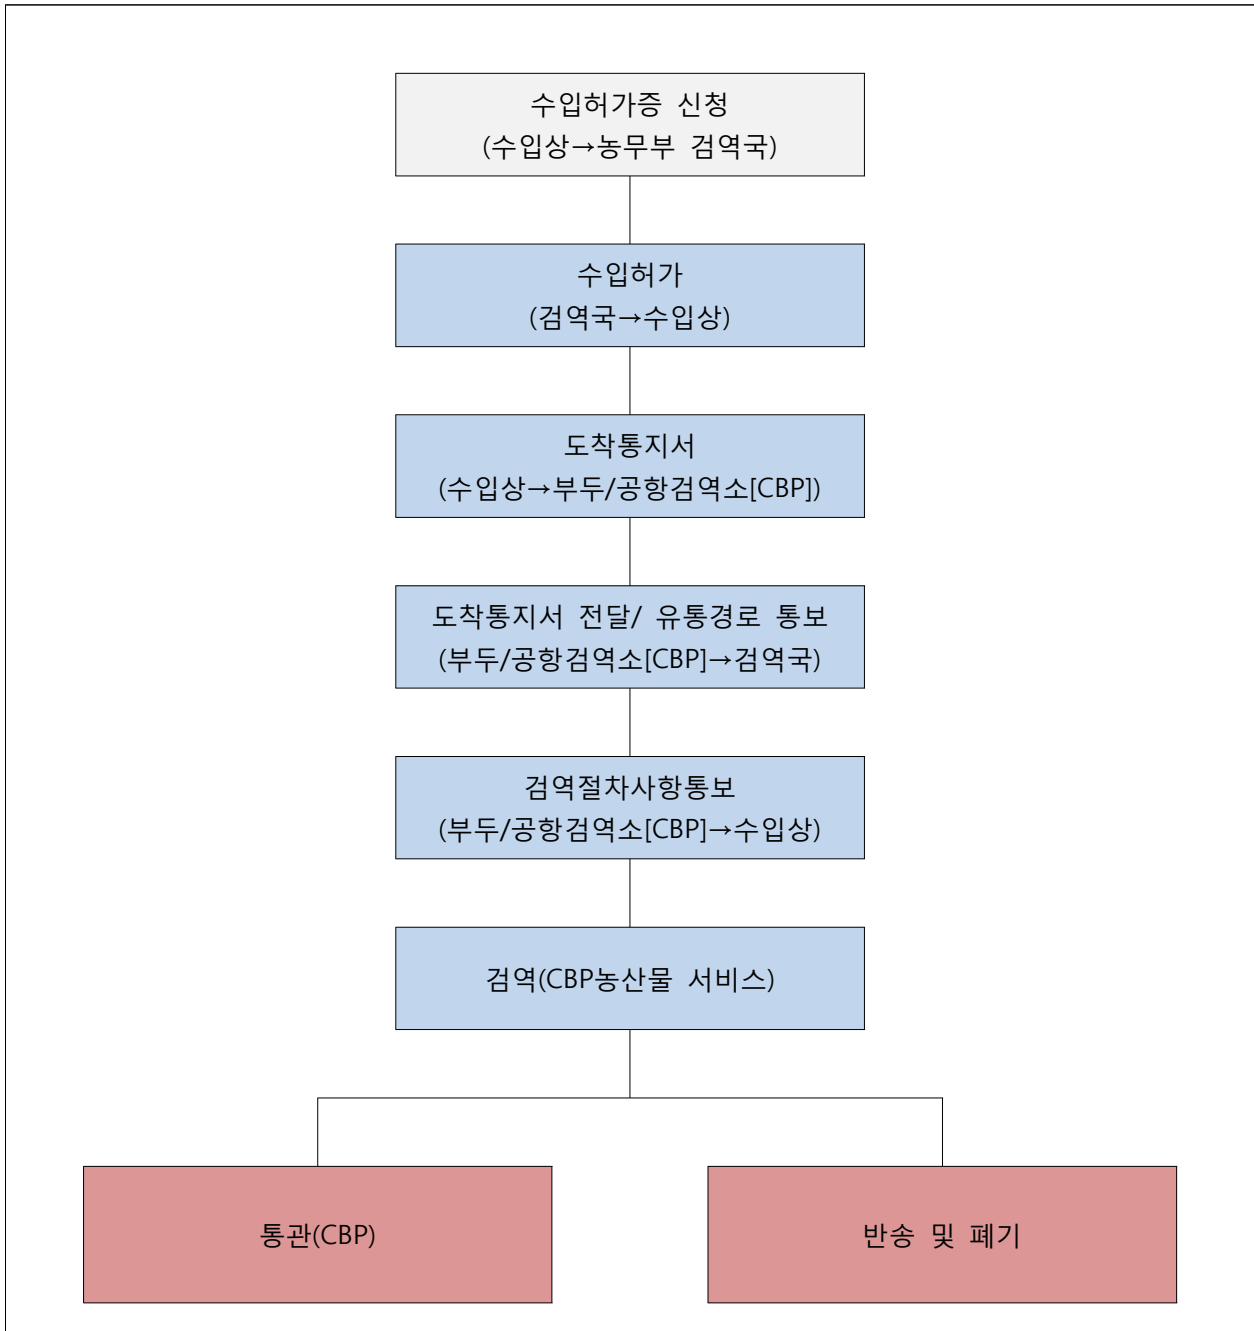 수입허가증 신청
(수입상→농무부 검역국)
수입허가
(검역국→수입상)
도착통지서
(수입상→부두/공항검역소[CBP])
도착통지서 전달/ 유통경로 통보
(부두/공항검역소[CBP]→검역국)
검역절차사항통보
(부두/공항검역소[CBP]→수입상)
검역(CBP농산물 서비스)
통관(CBP)
반송 및 폐기